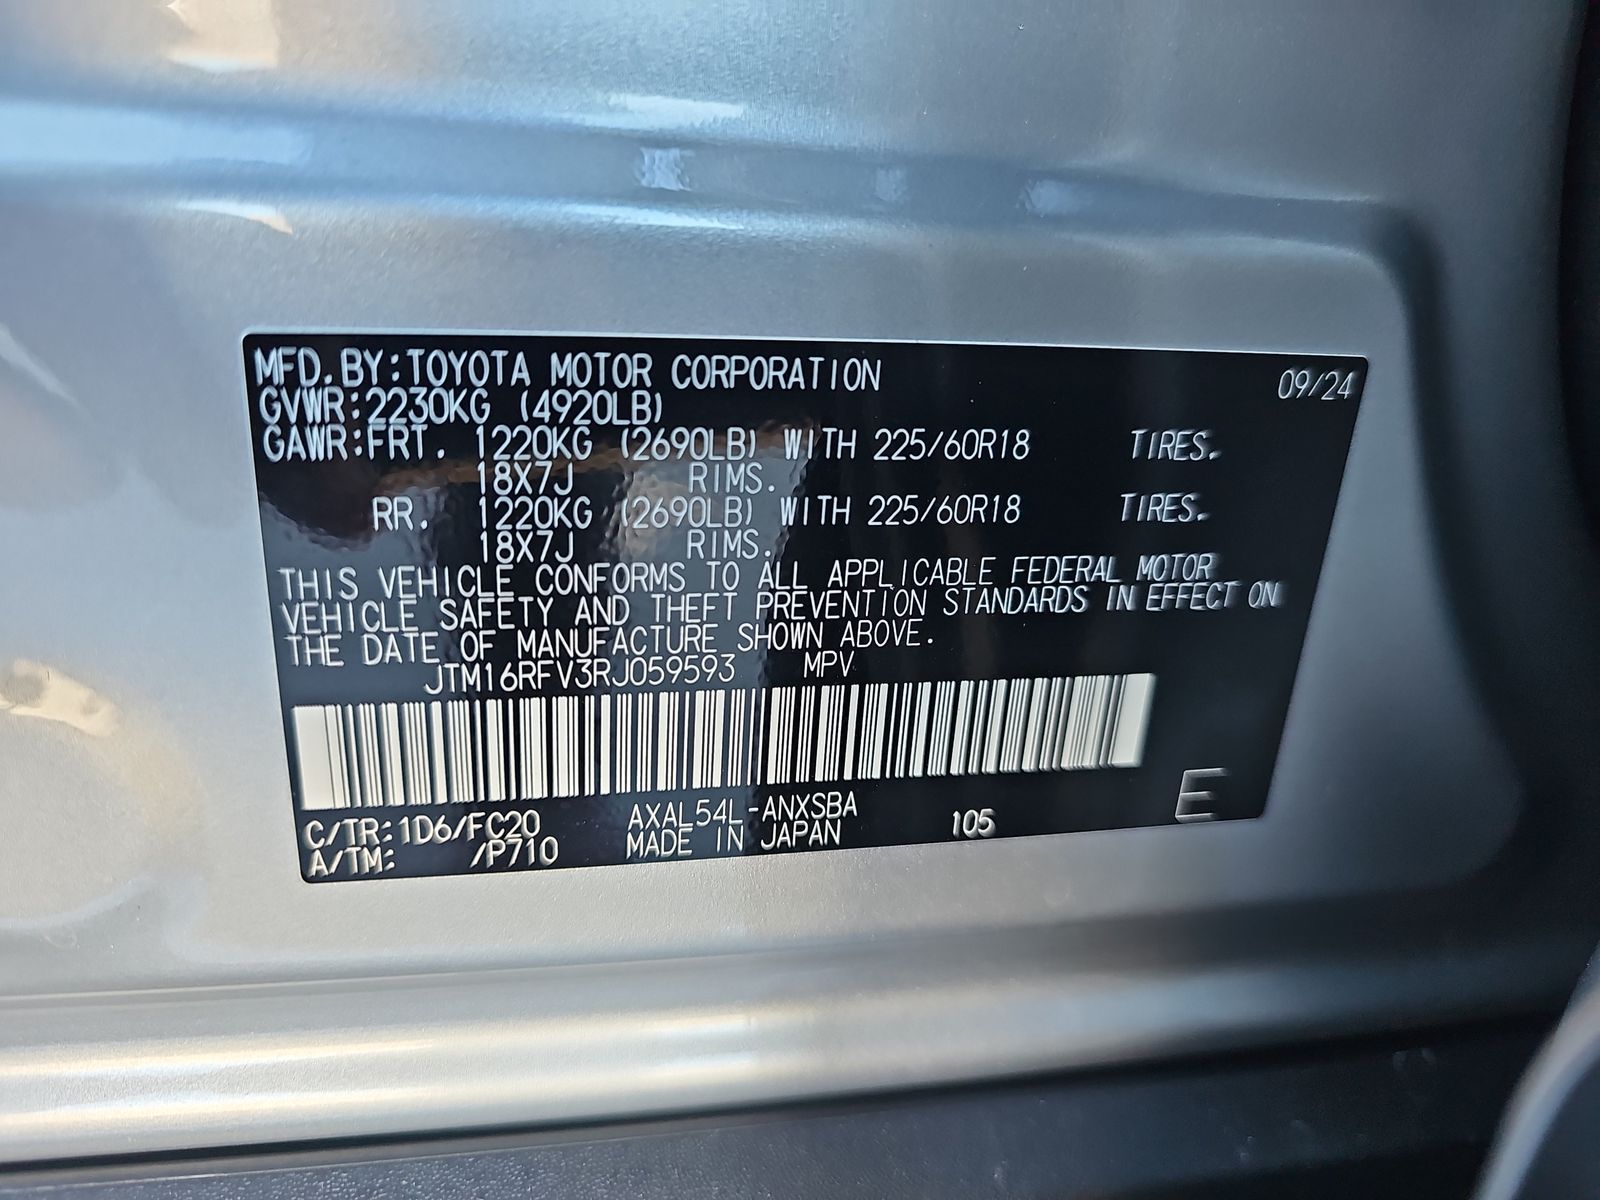 MFD.BY:TOYOTA MOTOR CORPORATION 09/24
GVWR:2230KG (4920LB)
GAWR:FRT. 1220KG (2690LB) WITH 225/60R18 TIRES.
18X7J RIMS.
RR. 1220KG (2690LB) WITH 225/60R18 TIRES.
18X7J RIMS.
THIS VEHICLE CONFORMS TO ALL APPLICABLE FEDERAL MOTOR
VEHICLE SAFETY AND THEFT PREVENTION STANDARDS IN EFFECT ON
THE DATE OF MANUFACTURE SHOWN ABOVE.
JTM16RFV3RJ059593 MPV
C/TR:1D6/FC20 AXAL54L-ANXSBA 105 E
A/TM: /P710 MADE IN JAPAN